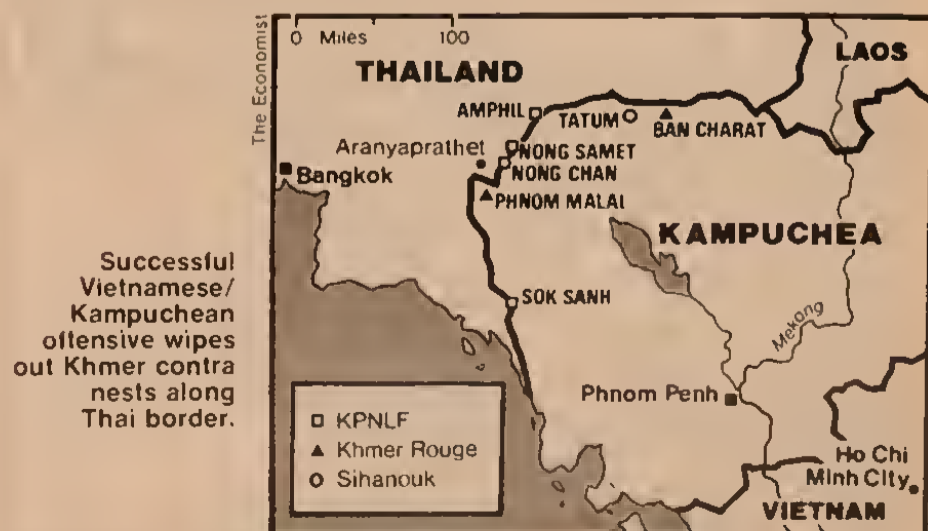 The Economist
0 Miles 100
THAILAND
LAOS
AMPHIL
TATUM
BAN CHARAT
Aranyaprathet
NONG SAMET
NONG CHAN
Bangkok
PHNOM MALAI
KAMPUCHEA
Successful
Vietnamese/
Kampuchean
offensive wipes
out Khmer contra
nests along
Thai border.
SOK SANH
Mekong
Phnom Penh
KPNLF
Khmer Rouge
Sihanouk
Ho Chi
Minh City
VIETNAM